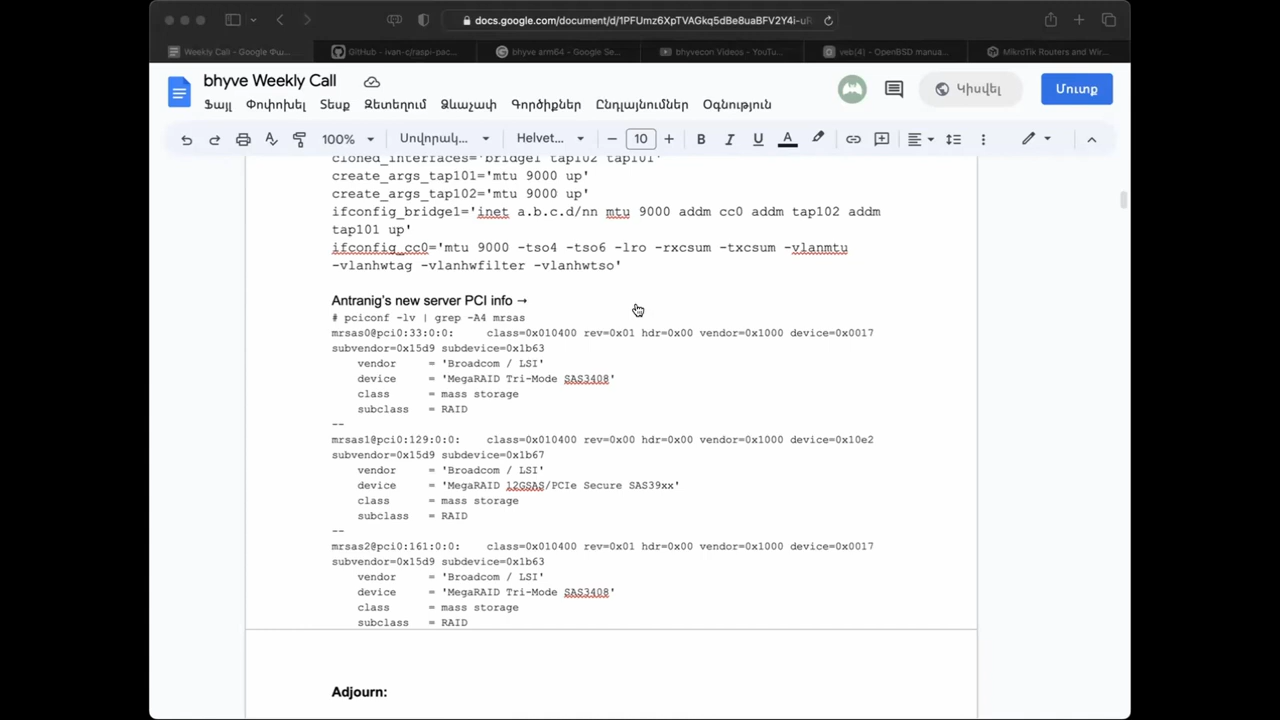 docs.google.com/document/d/1PFUmz6XpTVAGkq5dBe8uaBFV2Y4i-uR
Weekly Call - Google Փա...
GitHub - ivan-c/raspi-pac...
bhyve arm64 - Google Se...
bhyvecon Videos - YouTu...
veb(4) - OpenBSD manua...
MikroTik Routers and Wir...
bhyve Weekly Call
Ֆայլ Փոփոխել Տեսք Զետեղում Ձևաչափ Գործիքներ Ընդլայնումներ Օգնություն
Կիսվել
Մուտք
100% Սովորակ... Helvet... 10 B I U A
cloned_interfaces='bridge1 tap102 tap101'
create_args_tap101='mtu 9000 up'
create_args_tap102='mtu 9000 up'
ifconfig_bridge1='inet a.b.c.d/nn mtu 9000 addm cc0 addm tap102 addm
tap101 up'
ifconfig_cc0='mtu 9000 -tso4 -tso6 -lro -rxcsum -txcsum -vlanmtu
-vlanhwtag -vlanhwfilter -vlanhwtso'
Antranig's new server PCI info →
# pciconf -lv | grep -A4 mrsas
mrsas0@pci0:33:0:0: class=0x010400 rev=0x01 hdr=0x00 vendor=0x1000 device=0x0017
subvendor=0x15d9 subdevice=0x1b63
vendor = 'Broadcom / LSI'
device = 'MegaRAID Tri-Mode SAS3408'
class = mass storage
subclass = RAID
--
mrsas1@pci0:129:0:0: class=0x010400 rev=0x00 hdr=0x00 vendor=0x1000 device=0x10e2
subvendor=0x15d9 subdevice=0x1b67
vendor = 'Broadcom / LSI'
device = 'MegaRAID 12GSAS/PCIe Secure SAS39xx'
class = mass storage
subclass = RAID
--
mrsas2@pci0:161:0:0: class=0x010400 rev=0x01 hdr=0x00 vendor=0x1000 device=0x0017
subvendor=0x15d9 subdevice=0x1b63
vendor = 'Broadcom / LSI'
device = 'MegaRAID Tri-Mode SAS3408'
class = mass storage
subclass = RAID
Adjourn: